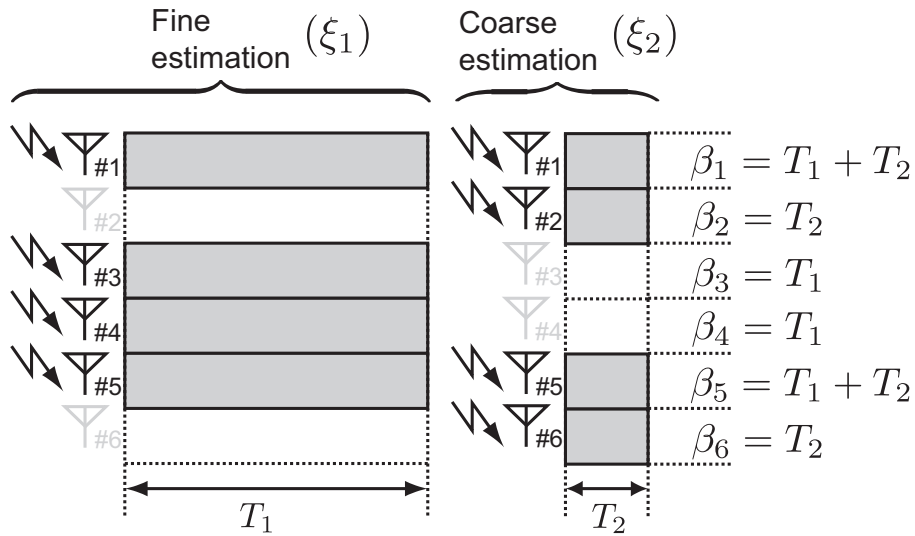 Fine estimation (ξ₁)
Coarse estimation (ξ₂)
#1 #1 β₁ = T₁ + T₂
#2 #2 β₂ = T₂
#3 #3 β₃ = T₁
#4 #4 β₄ = T₁
#5 #5 β₅ = T₁ + T₂
#6 #6 β₆ = T₂
T₁ T₂